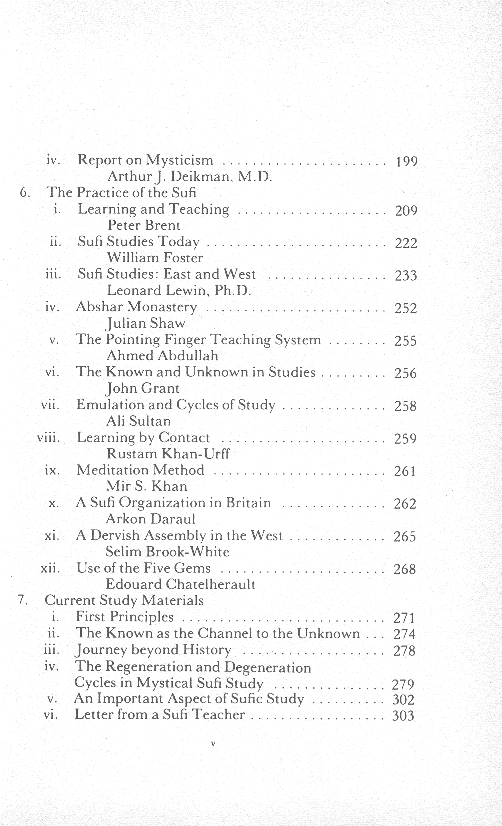 iv. Report on Mysticism ...................... 199
Arthur J. Deikman, M.D.
6. The Practice of the Sufi
i. Learning and Teaching .................... 209
Peter Brent
ii. Sufi Studies Today ........................ 222
William Foster
iii. Sufi Studies: East and West ................ 233
Leonard Lewin, Ph.D.
iv. Abshar Monastery ........................ 252
Julian Shaw
v. The Pointing Finger Teaching System ........ 255
Ahmed Abdullah
vi. The Known and Unknown in Studies ......... 256
John Grant
vii. Emulation and Cycles of Study .............. 258
Ali Sultan
viii. Learning by Contact ...................... 259
Rustam Khan-Urff
ix. Meditation Method ....................... 261
Mir S. Khan
x. A Sufi Organization in Britain .............. 262
Arkon Daraul
xi. A Dervish Assembly in the West ............. 265
Selim Brook-White
xii. Use of the Five Gems ...................... 268
Edouard Chatelherault
7. Current Study Materials
i. First Principles ........................... 271
ii. The Known as the Channel to the Unknown ... 274
iii. Journey beyond History ................... 278
iv. The Regeneration and Degeneration
Cycles in Mystical Sufi Study ............... 279
v. An Important Aspect of Sufic Study .......... 302
vi. Letter from a Sufi Teacher .................. 303
v